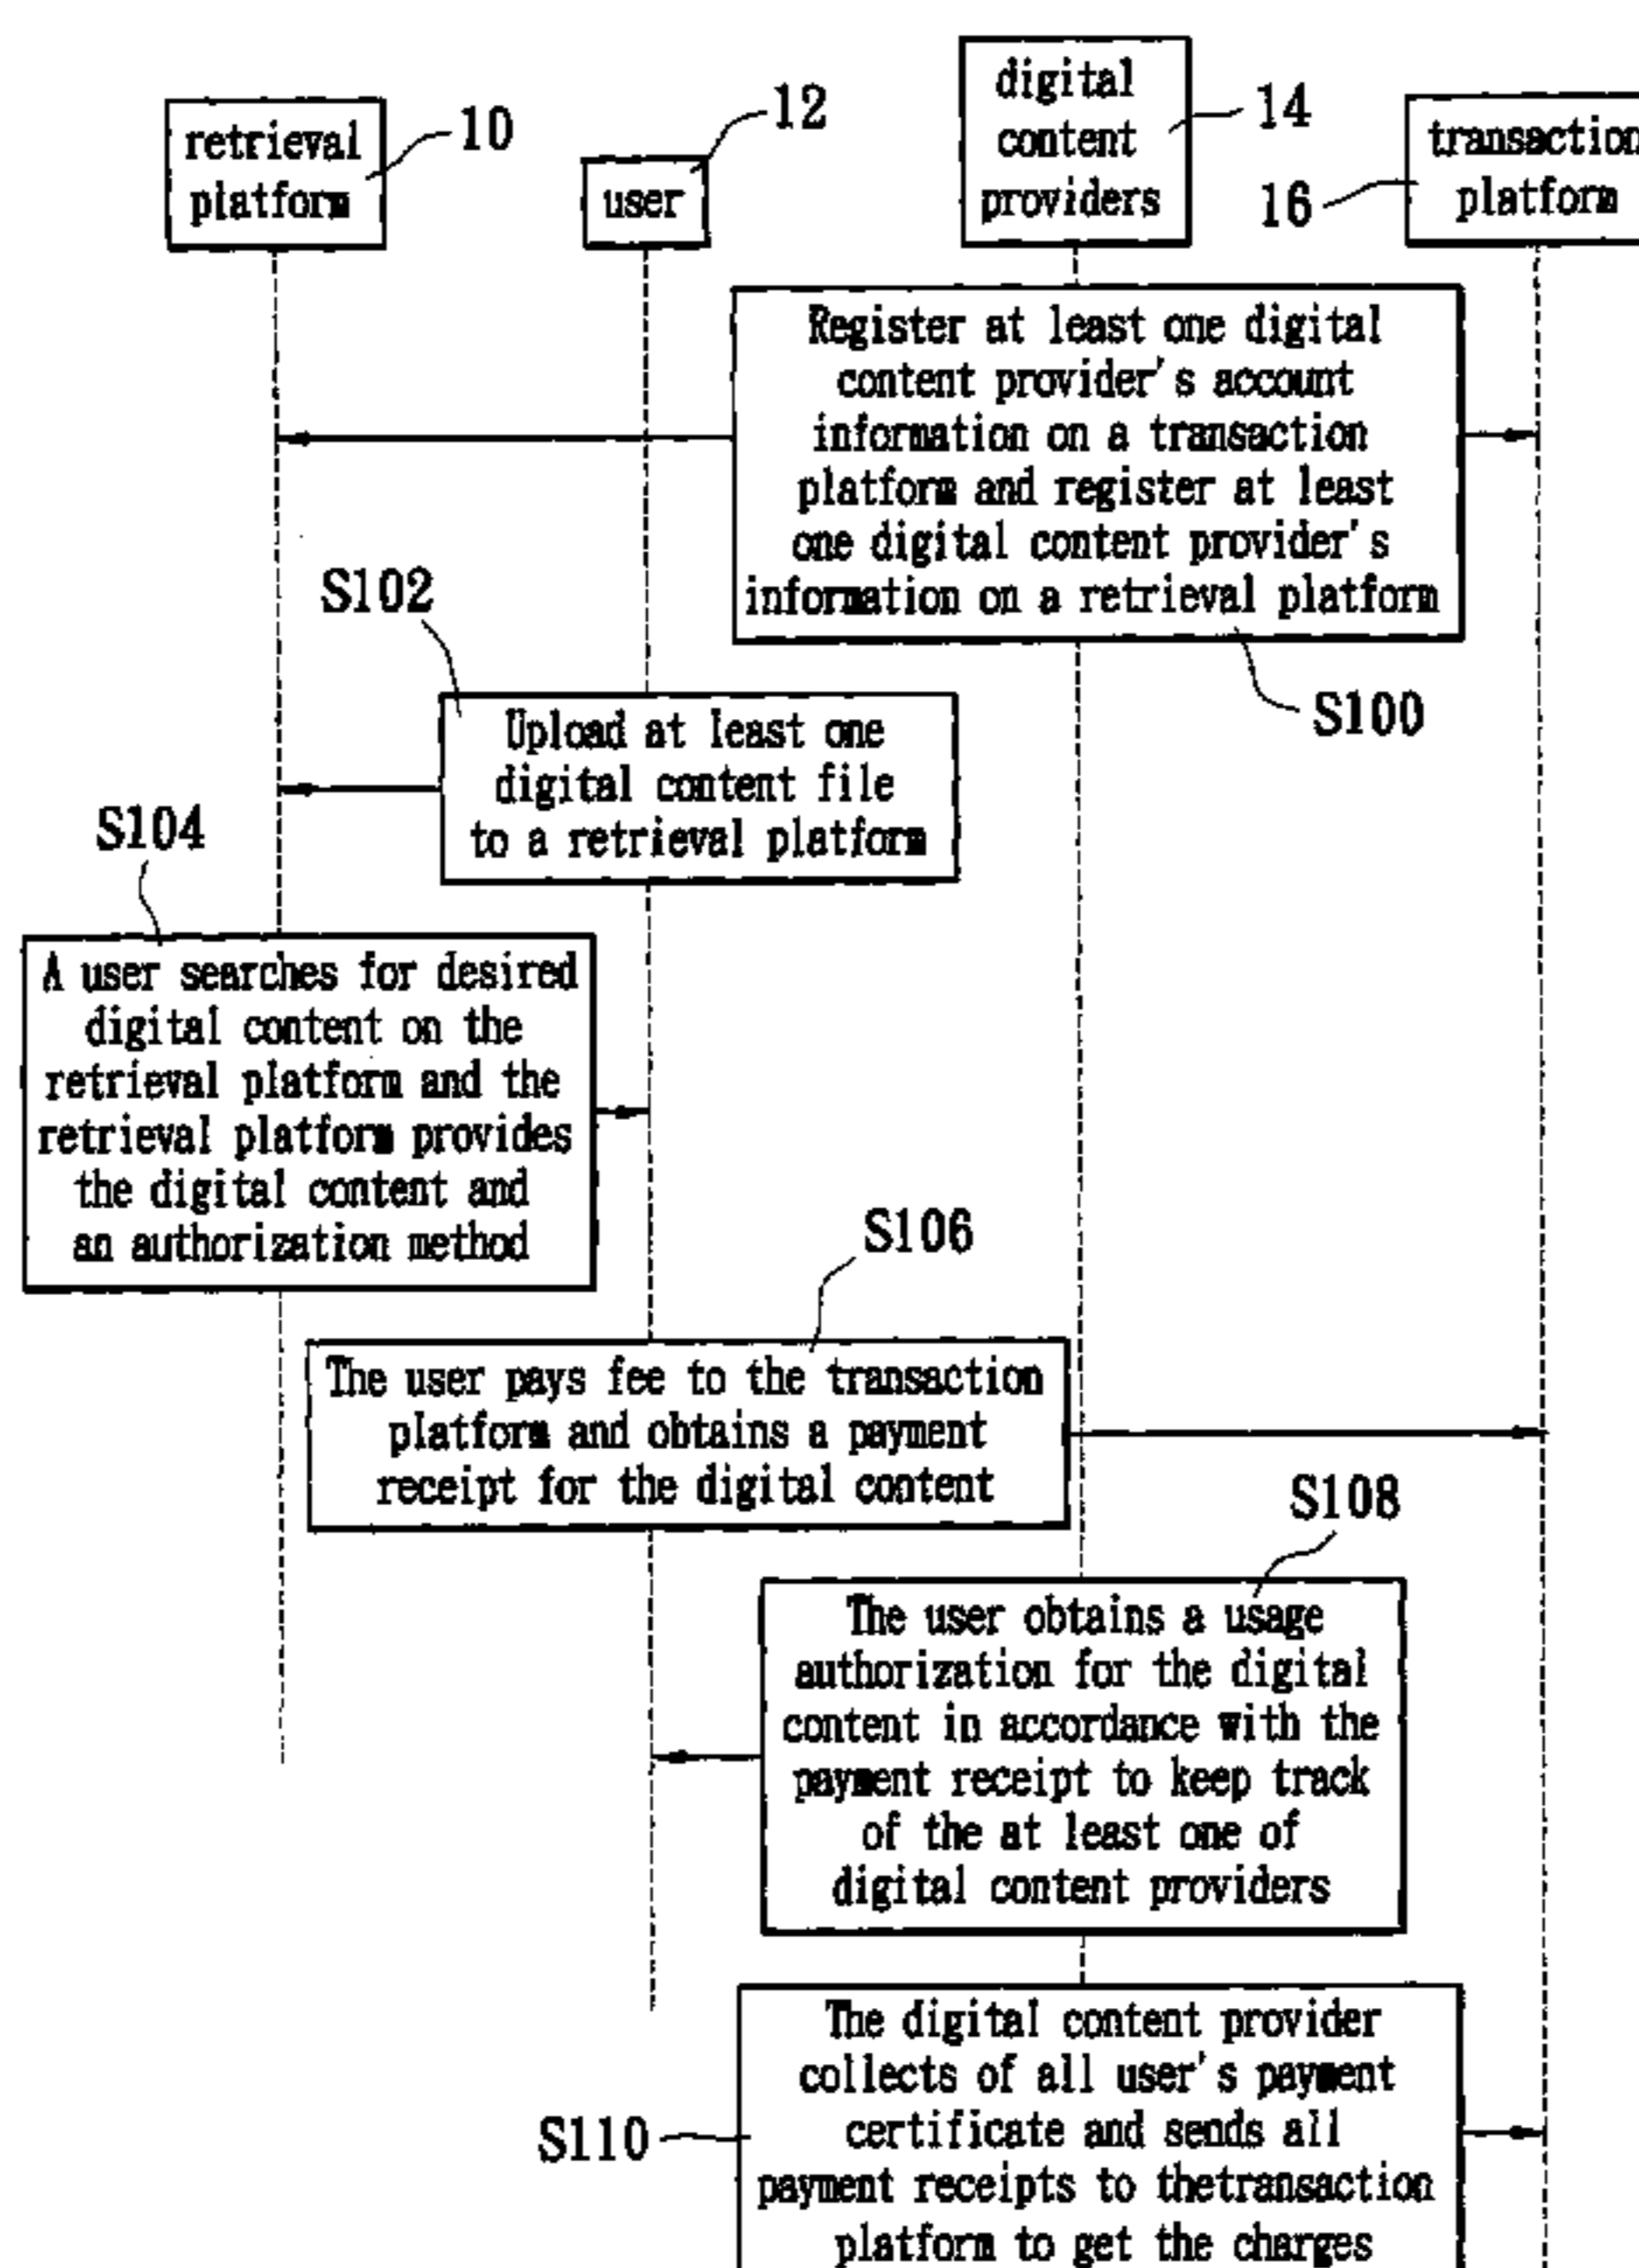 retrieval
platform
10
user
12
digital
content
providers
14
transaction
platform
16
Register at least one digital
content provider's account
information on a transaction
platform and register at least
one digital content provider's
information on a retrieval platform
S100
S102
Upload at least one
digital content file
to a retrieval platform
S104
A user searches for desired
digital content on the
retrieval platform and the
retrieval platform provides
the digital content and
an authorization method
S106
The user pays fee to the transaction
platform and obtains a payment
receipt for the digital content
S108
The user obtains a usage
authorization for the digital
content in accordance with the
payment receipt to keep track
of the at least one of
digital content providers
The digital content provider
collects of all user's payment
certificate and sends all
payment receipts to thetransaction
platform to get the charges
S110